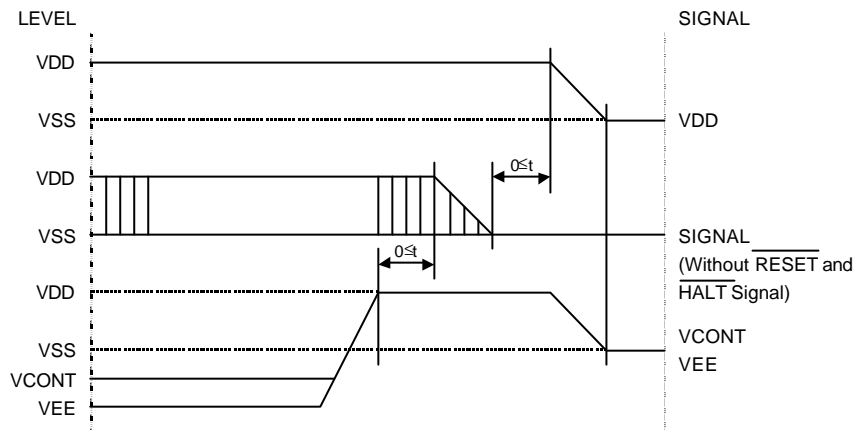 LEVEL
SIGNAL
VDD
VSS
VDD
VDD
0≤t
VSS
SIGNAL
(Without RESET and
HALT Signal)
0≤t
VDD
VSS
VCONT
VCONT
VEE
VEE